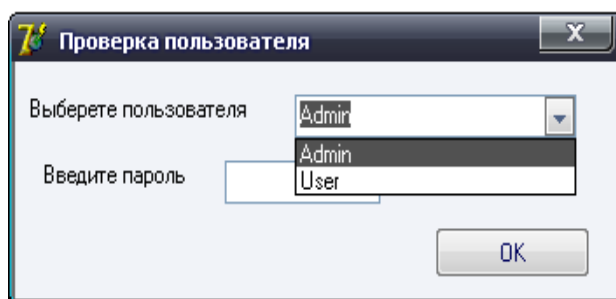 Проверка пользователя
Выберете пользователя Admin
Admin
Введите пароль
User
OK